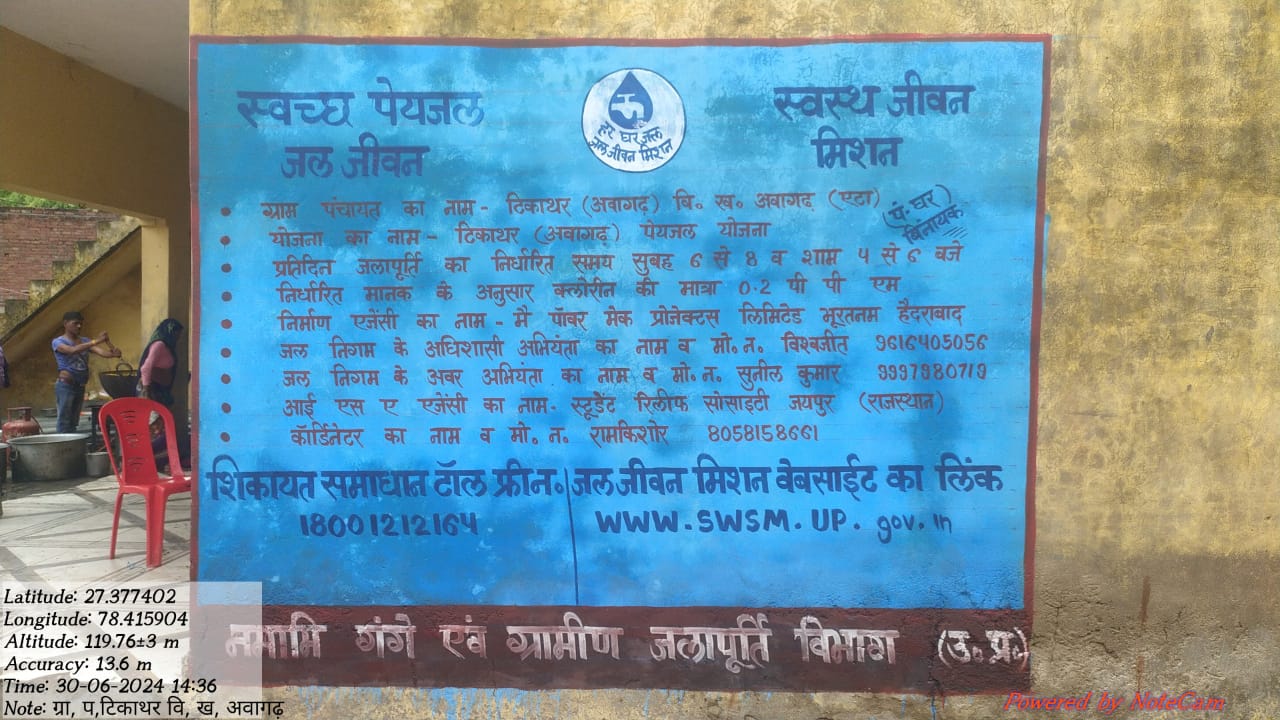 स्वच्छ पेयजल
जल जीवन
हर घर जल
जल जीवन मिशन
स्वस्थ जीवन
मिशन
ग्राम पंचायत का नाम - टिकाथर (अवागढ़) वि॰ ख॰ अवागढ (एटा)
(पं. घर)
योजना का नाम - टिकाथर (अवागढ़) पेयजल योजना
प्रतिदिन जलापूर्ति का निर्धारित समय सुबह 6 से 8 व शाम 4 से 6 बजे
निर्धारित मानक के अनुसार क्लोरीन की मात्रा 0.2 पी पी एम
निर्माण एजेंसी का नाम - मै पॉवर मेक प्रोजेक्टस लिमिटेड भूरतनम हैदराबाद
जल निगम के अधिशासी अभियंता का नाम व मो॰ न॰ विश्वजीत 9616405056
जल निगम के अवर अभियंता का नाम व मो॰ न॰ सुनील कुमार 9997980719
आई एस ए एजेंसी का नाम- स्टूडेंट रिलीफ सोसाइटी जयपुर (राजस्थान)
कॉर्डिनेटर का नाम व मो॰ न॰ रामकिशोर 8058158661
शिकायत समाधान टॉल फ्री न॰
18001212164
जल जीवन मिशन वेबसाईट का लिंक
WWW.SWSM.UP.gov.in
नमामि गंगे एवं ग्रामीण जलापूर्ति विभाग (उ॰प्र॰)
Latitude: 27.377402
Longitude: 78.415904
Altitude: 119.76±3 m
Accuracy: 13.6 m
Time: 30-06-2024 14:36
Note: ग्रा, प,टिकाथर वि, ख, अवागढ़
Powered by NoteCam